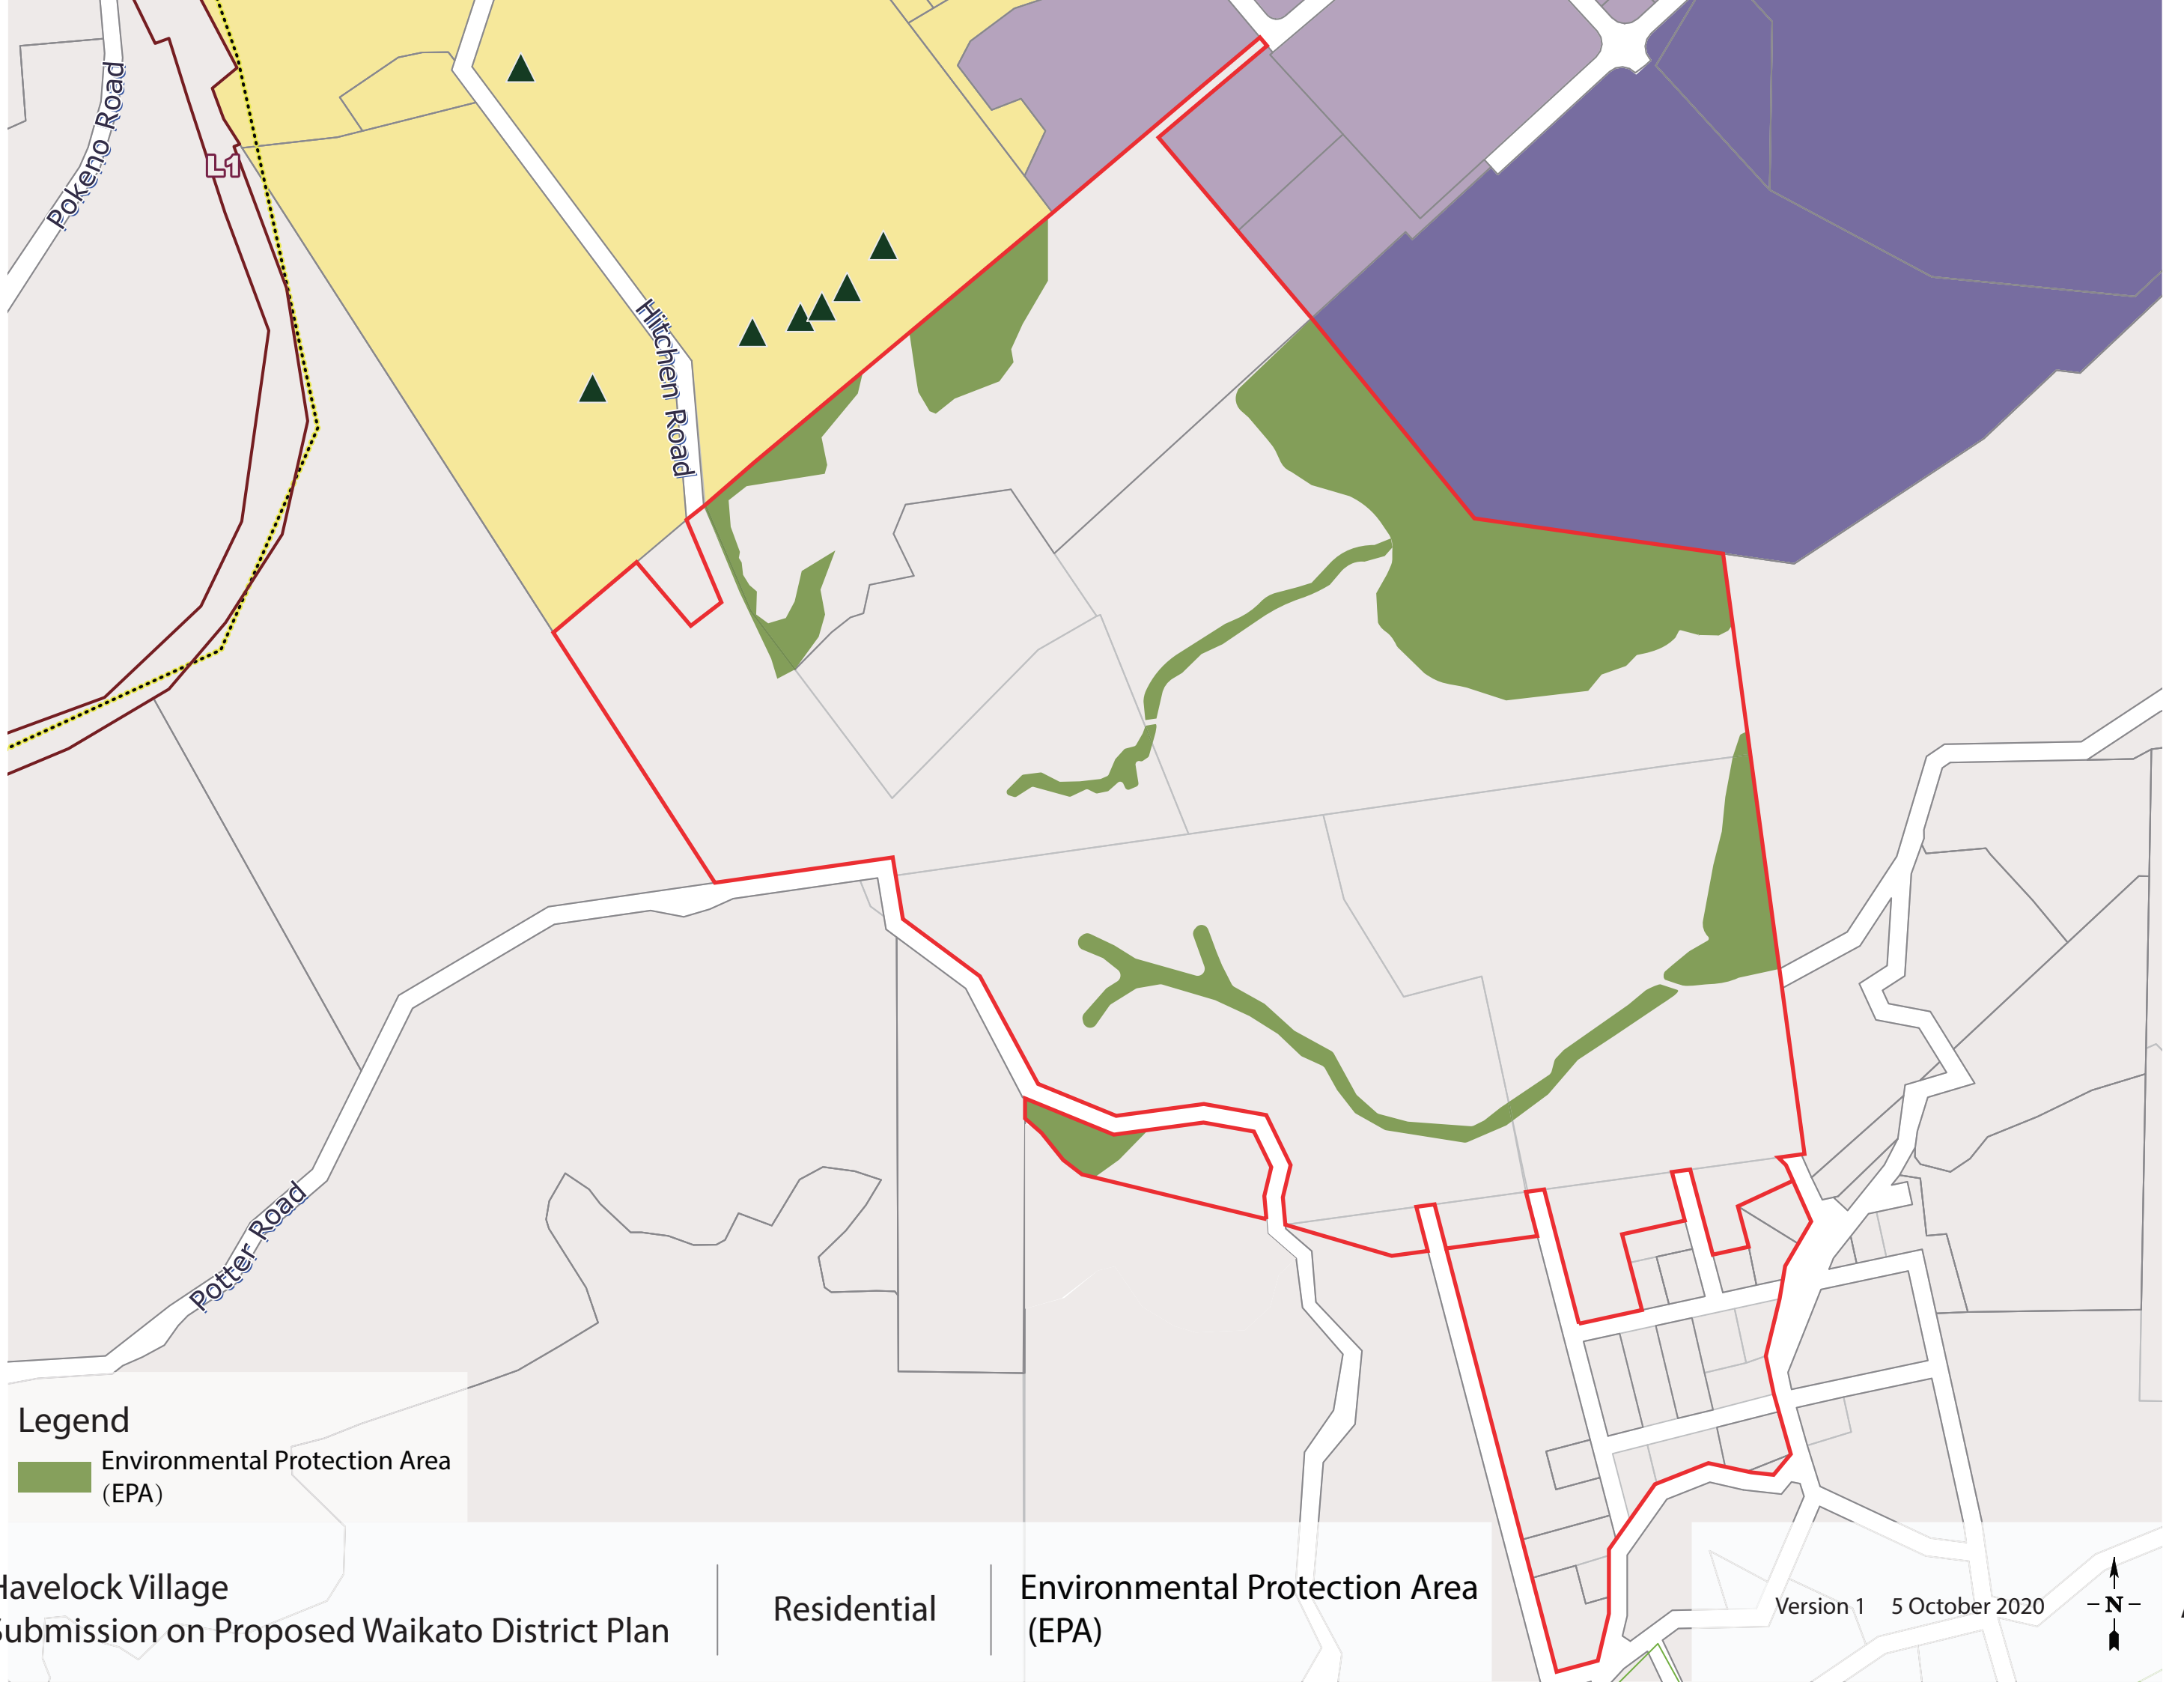 Pokeno Road
L1
Hitchen Road
Potter Road
Legend
Environmental Protection Area
(EPA)
Havelock Village
Submission on Proposed Waikato District Plan
Residential
Environmental Protection Area
(EPA)
Version 1 5 October 2020
N